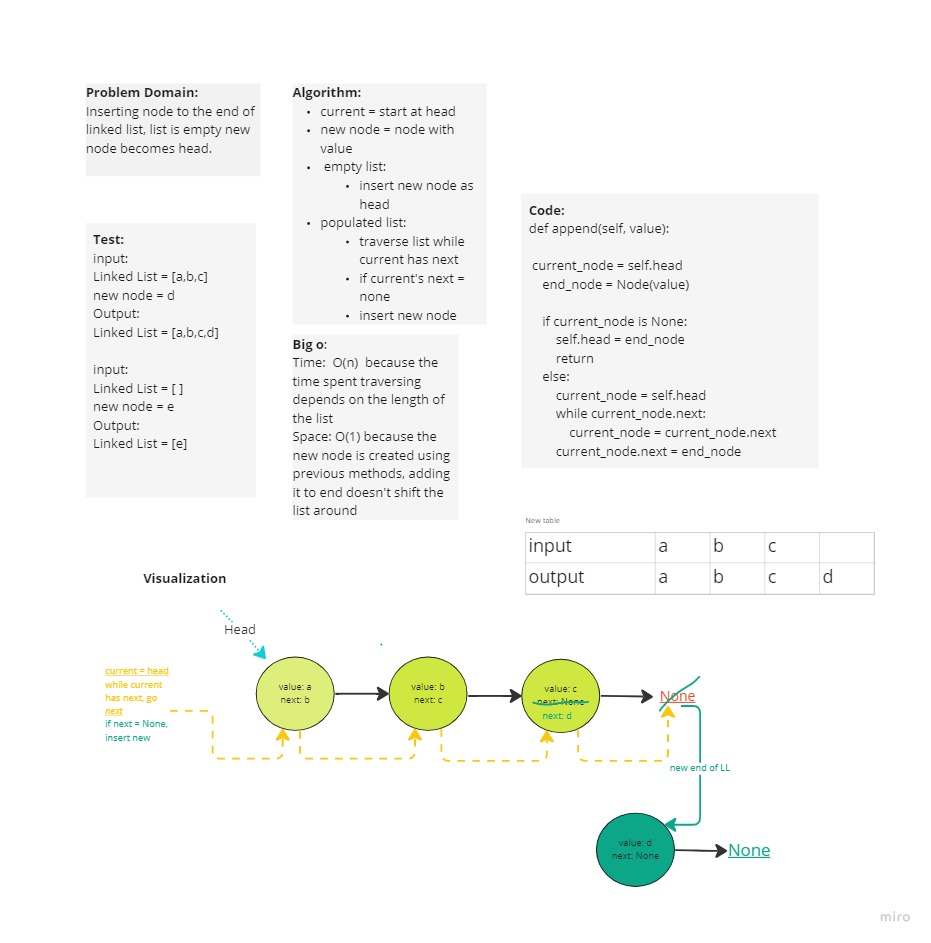 Problem Domain:
Inserting node to the end of
linked list, list is empty new
node becomes head.
Algorithm:
• current = start at head
• new node = node with
value
• empty list:
• insert new node as
head
• populated list:
• traverse list while
current has next
• if current's next =
none
• insert new node
Test:
input:
Linked List = [a,b,c]
new node = d
Output:
Linked List = [a,b,c,d]
input:
Linked List = [ ]
new node = e
Output:
Linked List = [e]
Big o:
Time:  O(n)  because the
time spent traversing
depends on the length of
the list
Space: O(1) because the
new node is created using
previous methods, adding
it to end doesn't shift the
list around
Code:
def append(self, value):
current_node = self.head
end_node = Node(value)
if current_node is None:
self.head = end_node
return
else:
current_node = self.head
while current_node.next:
current_node = current_node.next
current_node.next = end_node
New table
input a b c
output a b c d
Visualization
Head
current = head
while current
has next, go
next
if next = None,
insert new
value: a
next: b
value: b
next: c
value: c
next: None
next: d
None
new end of LL
value: d
next: None
None
miro